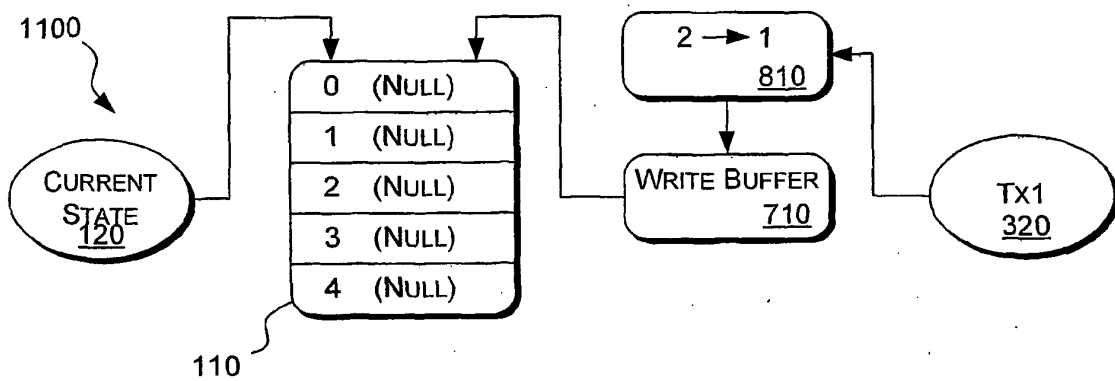 1100
CURRENT
STATE
120
0 (NULL)
1 (NULL)
2 (NULL)
3 (NULL)
4 (NULL)
110
2 → 1
810
WRITE BUFFER
710
TX1
320